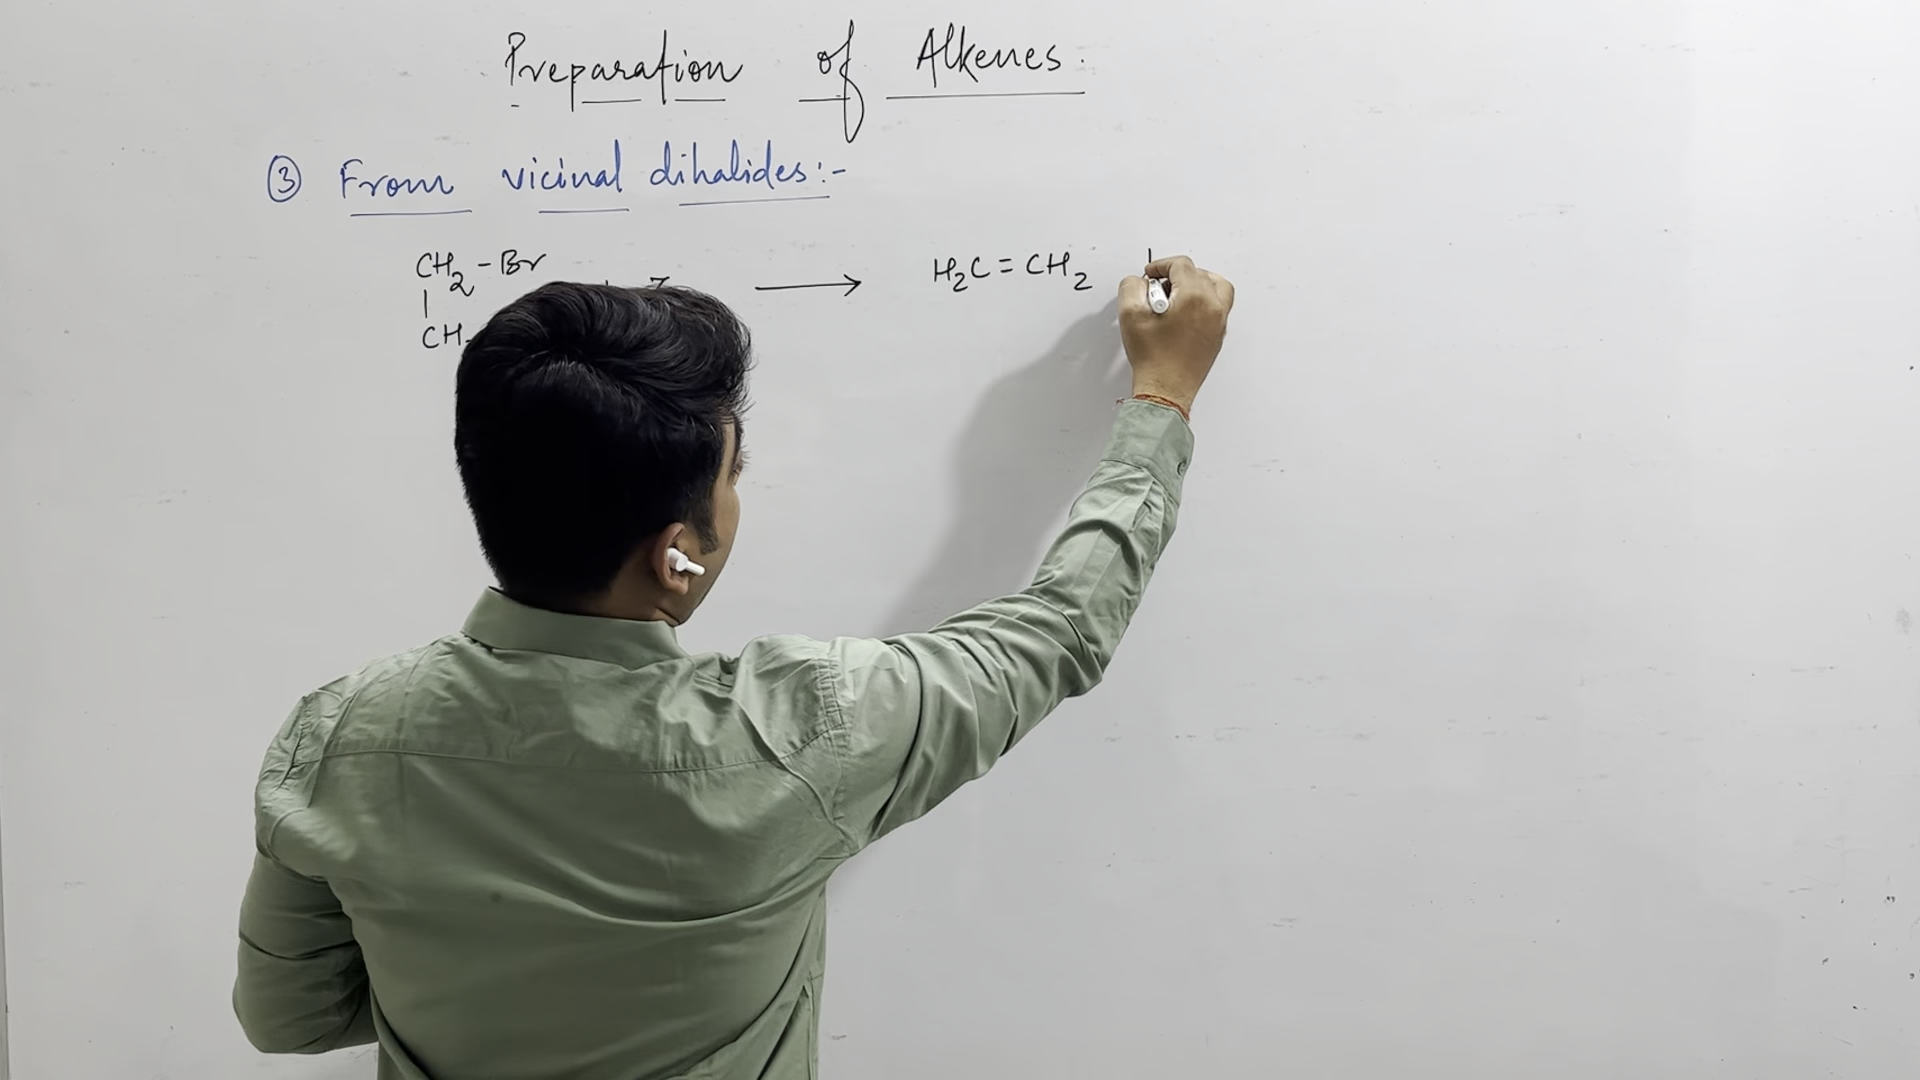 Preparation of Alkenes.
③ From vicinal dihalides:-
CH2-Br
| + ⟶ H2C=CH2
CH